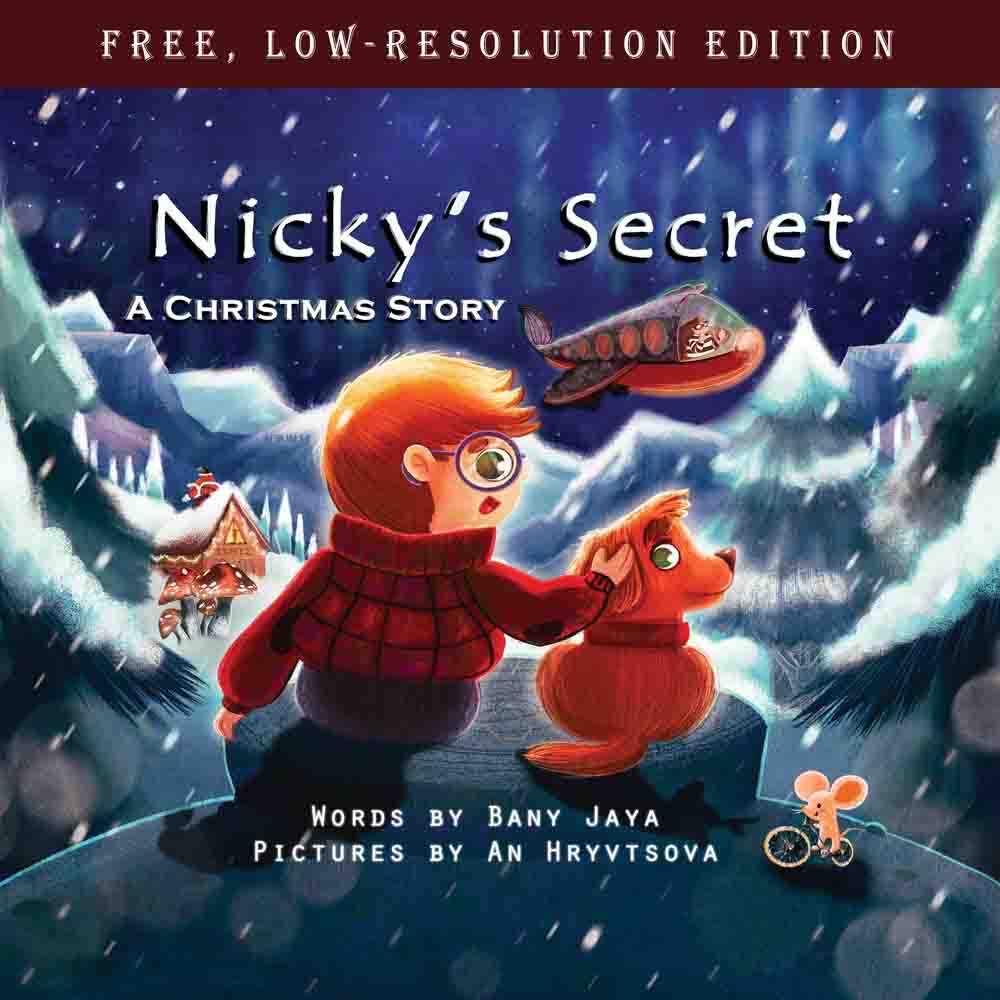 FREE, LOW-RESOLUTION EDITION
Nicky's Secret
A CHRISTMAS STORY
WORDS BY BANY JAYA
PICTURES BY AN HRYVTSOVA